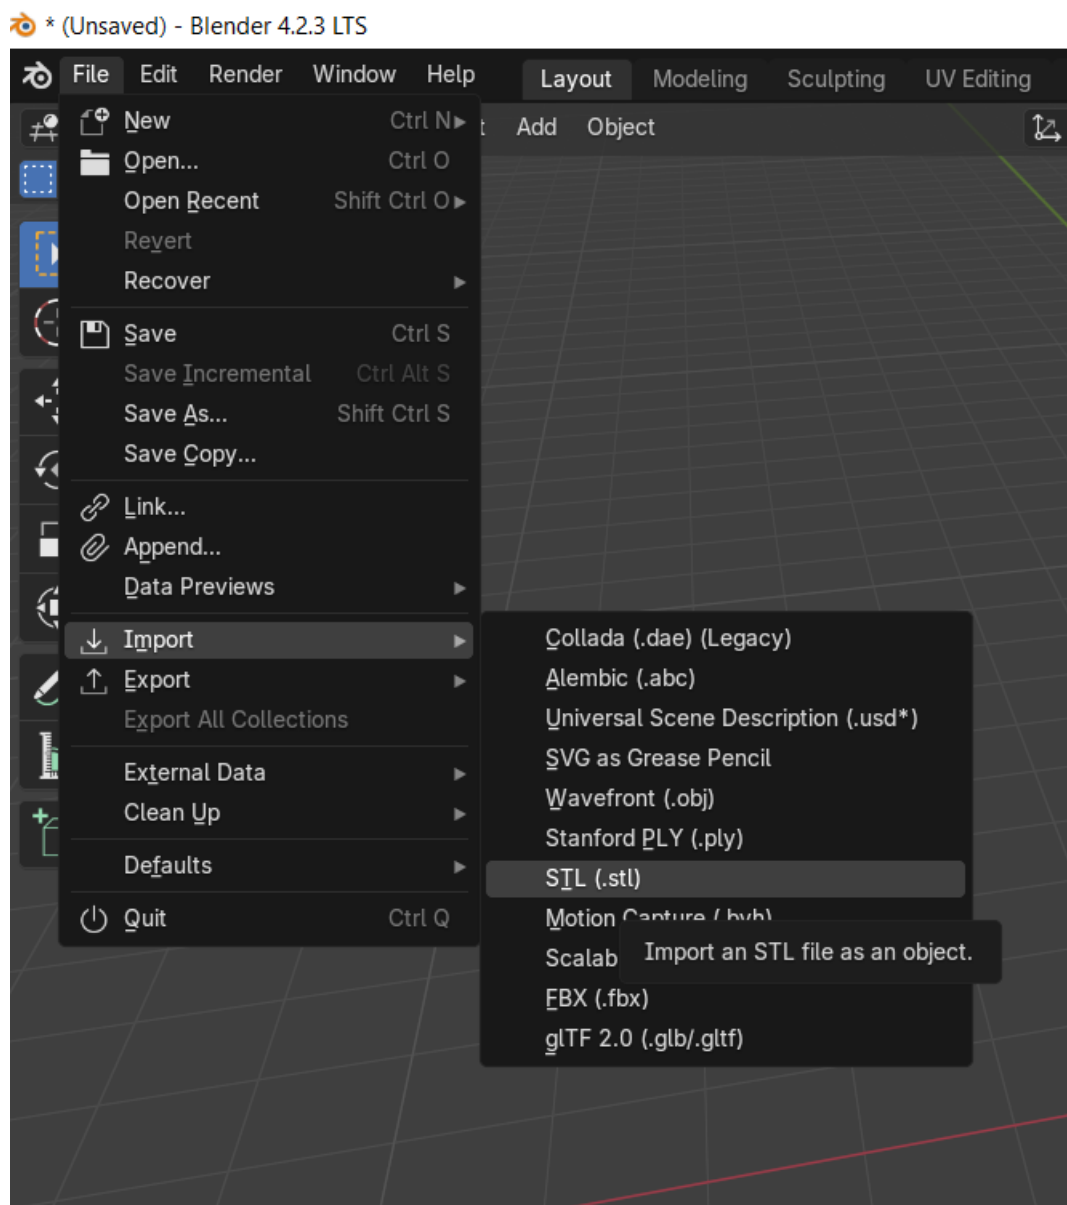 * (Unsaved) - Blender 4.2.3 LTS
File Edit Render Window Help Layout Modeling Sculpting UV Editing
Add Object
New Ctrl N
Open... Ctrl O
Open Recent Shift Ctrl O
Revert
Recover
Save Ctrl S
Save Incremental Ctrl Alt S
Save As... Shift Ctrl S
Save Copy...
Link...
Append...
Data Previews
Import
Export
Export All Collections
External Data
Clean Up
Defaults
Quit Ctrl Q
Collada (.dae) (Legacy)
Alembic (.abc)
Universal Scene Description (.usd*)
SVG as Grease Pencil
Wavefront (.obj)
Stanford PLY (.ply)
STL (.stl)
Motion Capture (.bvh)
Scalab
Import an STL file as an object.
FBX (.fbx)
glTF 2.0 (.glb/.gltf)